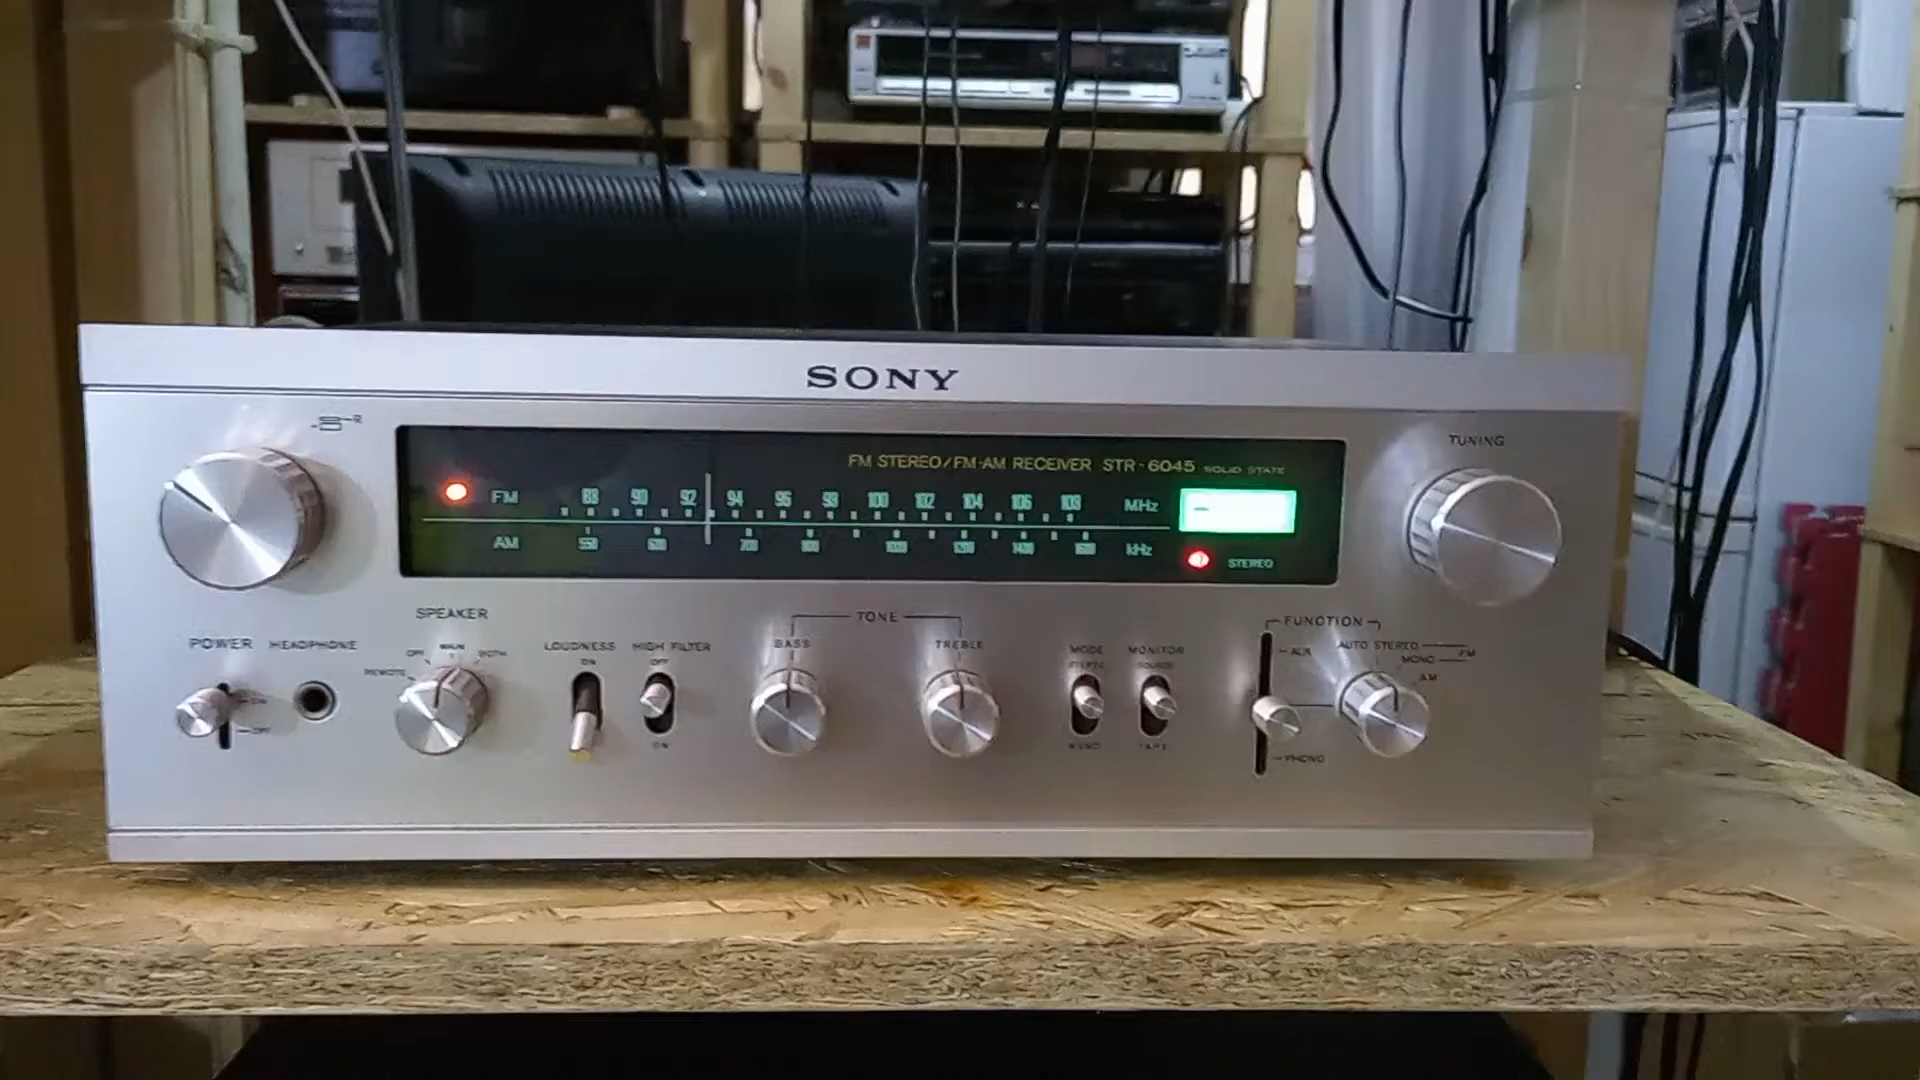 SONY
TUNING
FM STEREO/FM-AM RECEIVER STR-6045 SOLID STATE
FM 88 90 92 94 96 98 100 102 104 106 108 MHz
AM 550 600 700 800 1000 1200 1400 1600 kHz
STEREO
SPEAKER
TONE
FUNCTION
POWER HEADPHONE
OFF MAIN BOTH
REMOTE
LOUDNESS HIGH FILTER
ON OFF
BASS TREBLE
MODE MONITOR
STEREO SOURCE
AUX
AUTO STEREO FM
MONO
AM
ON
OFF
ON
MONO TAPE
PHONO